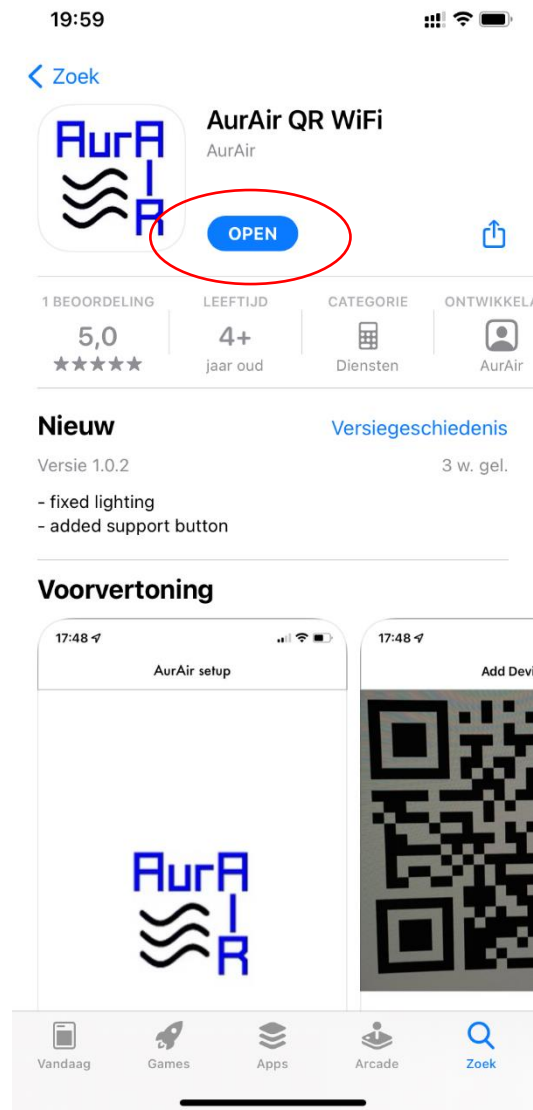 19:59
Zoek
AurAIR
AurAir QR WiFi
AurAir
OPEN
1 BEOORDELING
5,0
★★★★★
LEEFTIJD
4+
jaar oud
CATEGORIE
Diensten
ONTWIKKELA
AurAir
Nieuw
Versiegeschiedenis
Versie 1.0.2
3 w. gel.
- fixed lighting
- added support button
Voorvertoning
17:48
AurAir setup
AurAIR
17:48
Add Devi
Vandaag
Games
Apps
Arcade
Zoek